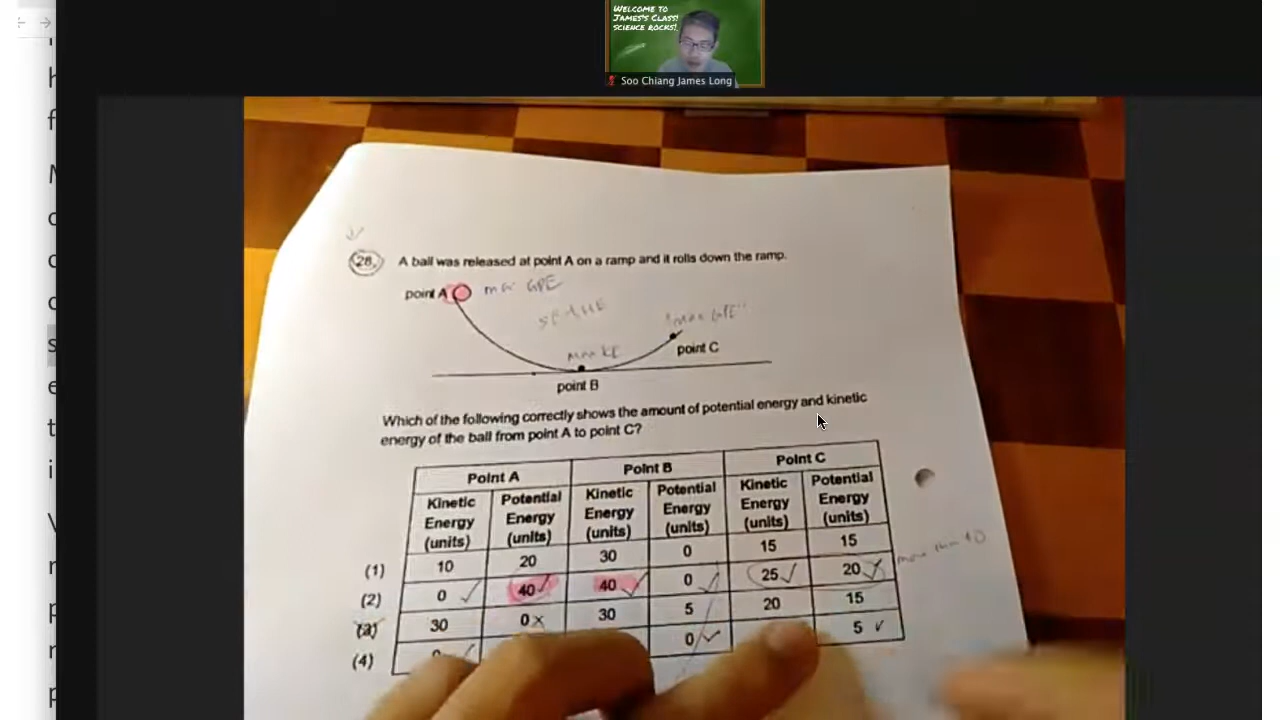 WELCOME TO
JAMES'S CLASS!
SCIENCE ROCKS!
Soo Chiang James Long
28. A ball was released at point A on a ramp and it rolls down the ramp.
point A max GPE
"max GPE"
max KE
point C
point B
Which of the following correctly shows the amount of potential energy and kinetic
energy of the ball from point A to point C?
Point A Point B Point C
Kinetic Energy (units) Potential Energy (units) Kinetic Energy (units) Potential Energy (units) Kinetic Energy (units) Potential Energy (units)
(1) 10 20 30 0 15 15
(2) 0 40 40 0 25 20
(3) 30 0 30 5 20 15
(4) 0 0 5
more than 40